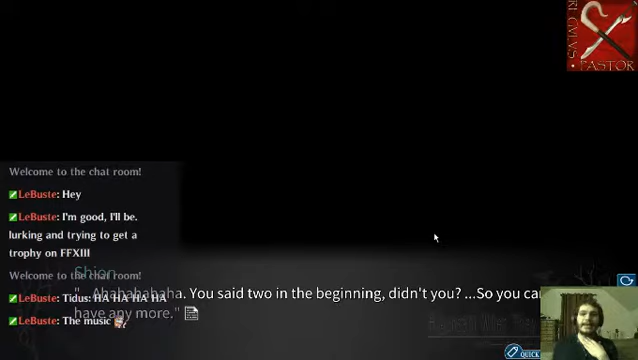 Welcome to the chat room!
LeBuste: Hey
LeBuste: I'm good, I'll be.
lurking and trying to get a
trophy on FFXIII
Welcome to the chat room!
LeBuste: Tidus: HA HA HA HA
LeBuste: The music
Shion
Ahahahahaha. You said two in the beginning, didn't you? ...So you can
have any more."
PASTOR
QUICK